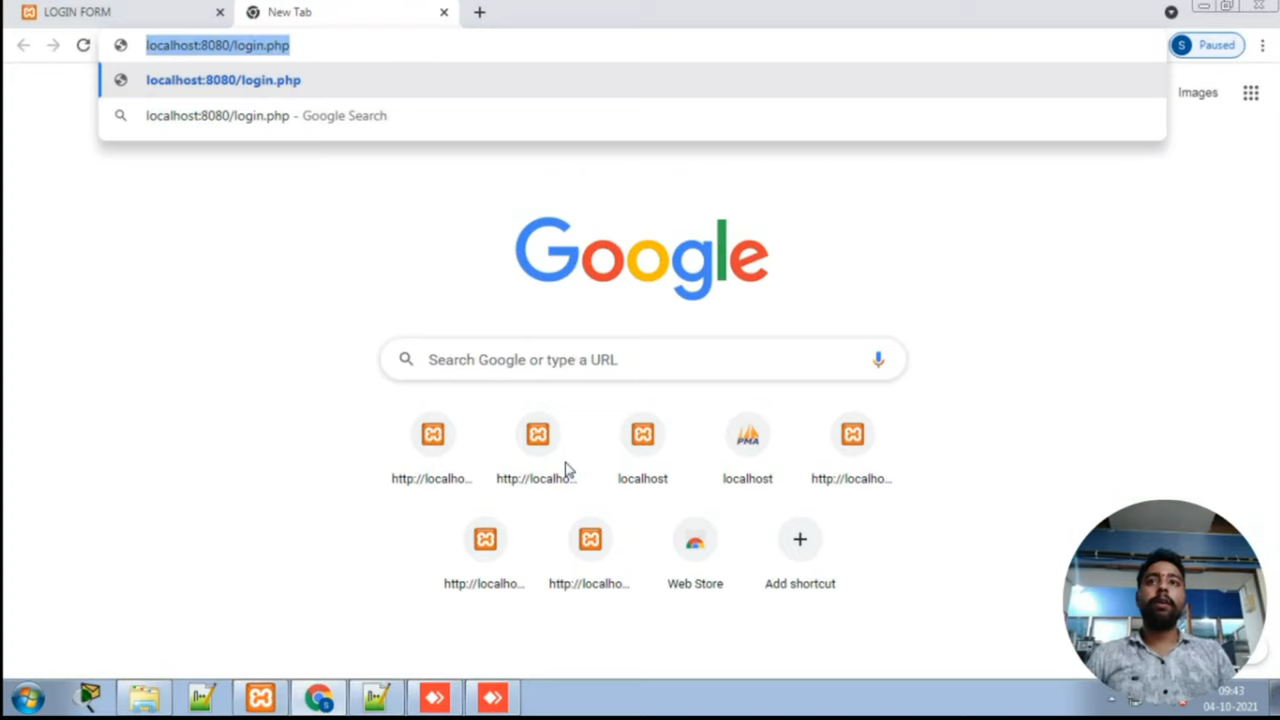 LOGIN FORM
New Tab
localhost:8080/login.php
S Paused
localhost:8080/login.php
localhost:8080/login.php - Google Search
Images
Google
Search Google or type a URL
http://localho...
http://localho...
localhost
PMA
localhost
http://localho...
http://localho...
http://localho...
Web Store
Add shortcut
09:43
04-10-2021